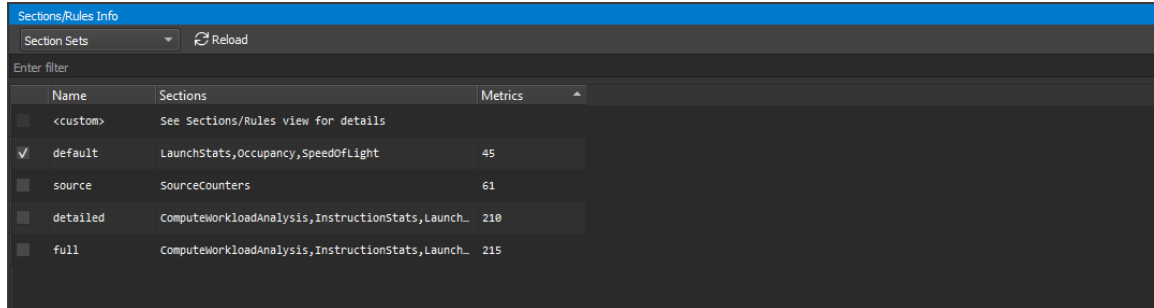 Sections/Rules Info
Section Sets Reload
Enter filter
Name Sections Metrics
<custom> See Sections/Rules view for details
default LaunchStats,Occupancy,SpeedOfLight 45
source SourceCounters 61
detailed ComputeWorkloadAnalysis,InstructionStats,Launch… 210
full ComputeWorkloadAnalysis,InstructionStats,Launch… 215